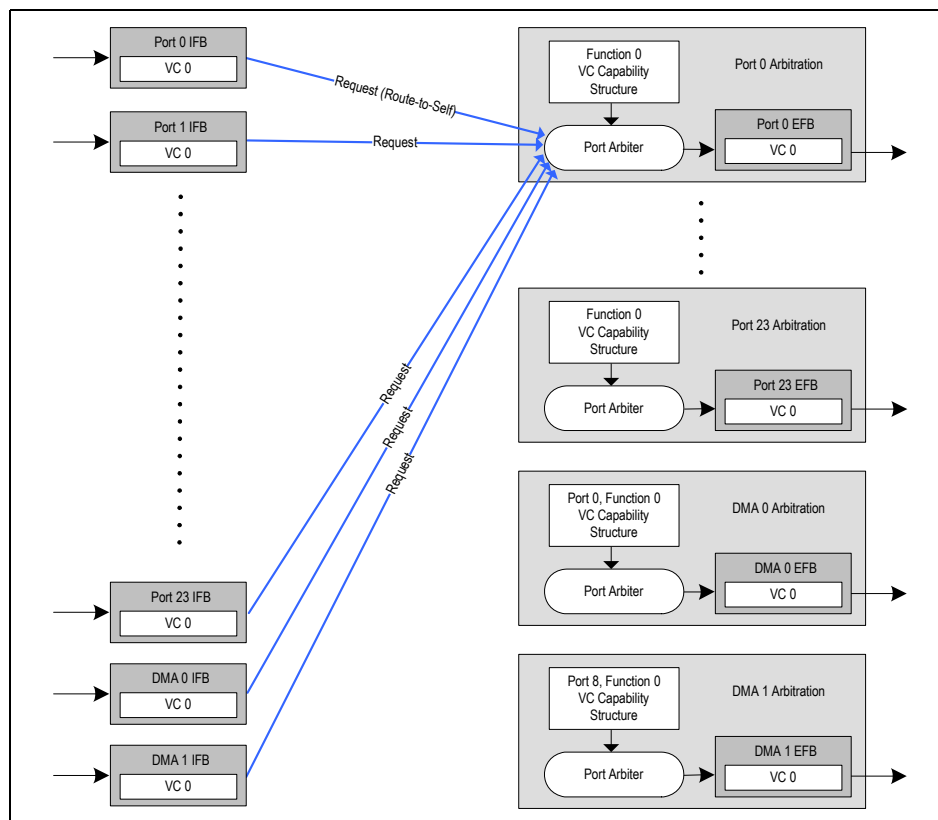 Port 0 IFB
VC 0
Port 1 IFB
VC 0
Port 23 IFB
VC 0
DMA 0 IFB
VC 0
DMA 1 IFB
VC 0
Request (Route-to-Self)
Request
Request
Request
Request
Function 0
VC Capability
Structure
Port 0 Arbitration
Port Arbiter
Port 0 EFB
VC 0
Function 0
VC Capability
Structure
Port 23 Arbitration
Port Arbiter
Port 23 EFB
VC 0
Port 0, Function 0
VC Capability
Structure
DMA 0 Arbitration
Port Arbiter
DMA 0 EFB
VC 0
Port 8, Function 0
VC Capability
Structure
DMA 1 Arbitration
Port Arbiter
DMA 1 EFB
VC 0